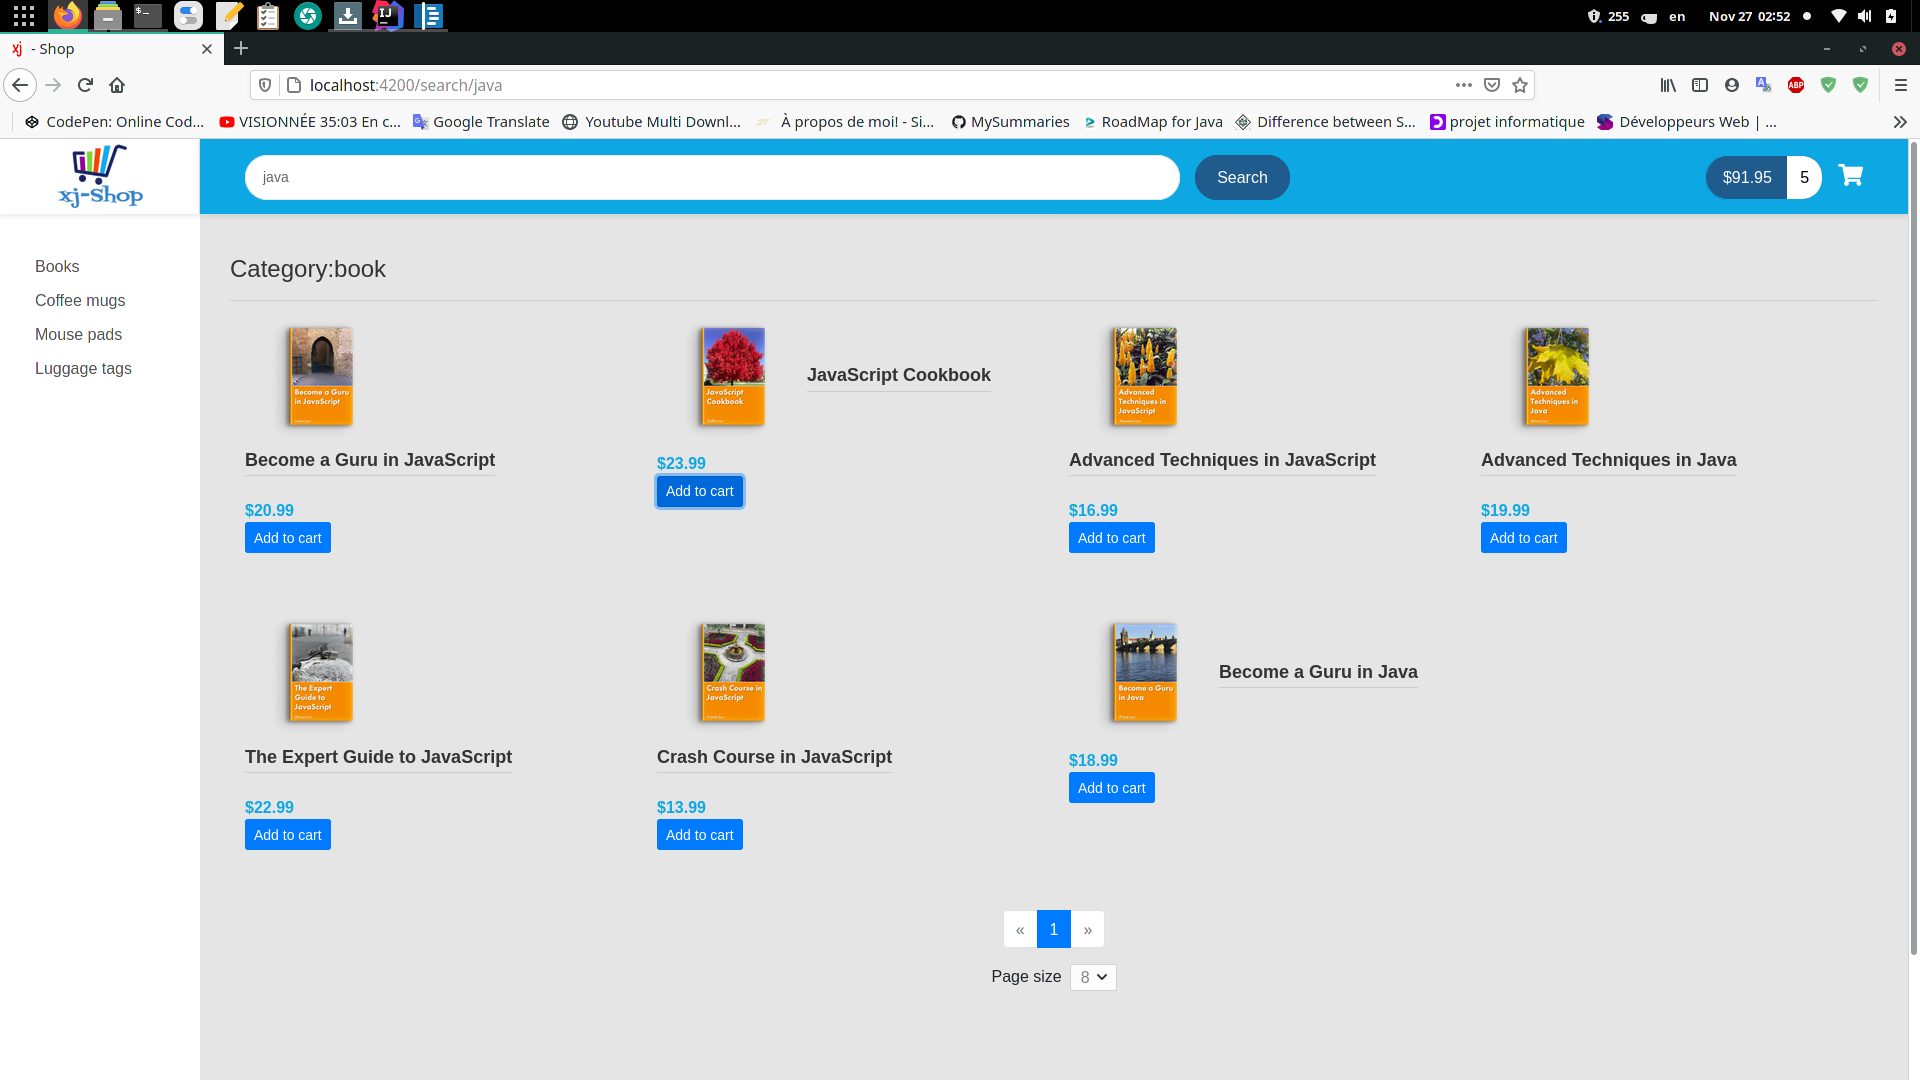 255 en Nov 27 02:52
xj - Shop
localhost:4200/search/java
ABP
CodePen: Online Cod... VISIONNÉE 35:03 En c... Google Translate Youtube Multi Downl... À propos de moi! - Si... MySummaries RoadMap for Java Difference between S... projet informatique Développeurs Web | ...
xj-Shop
java
Search
$91.95 5
Books
Coffee mugs
Mouse pads
Luggage tags
Category:book
Become a Guru
in JavaScript
Become a Guru in JavaScript
$20.99
Add to cart
JavaScript
Cookbook
JavaScript Cookbook
$23.99
Add to cart
Advanced
Techniques in
JavaScript
Advanced Techniques in JavaScript
$16.99
Add to cart
Advanced
Techniques in
Java
Advanced Techniques in Java
$19.99
Add to cart
The Expert
Guide to
JavaScript
The Expert Guide to JavaScript
$22.99
Add to cart
Crash Course in
JavaScript
Crash Course in JavaScript
$13.99
Add to cart
Become a Guru
in Java
Become a Guru in Java
$18.99
Add to cart
« 1 »
Page size 8